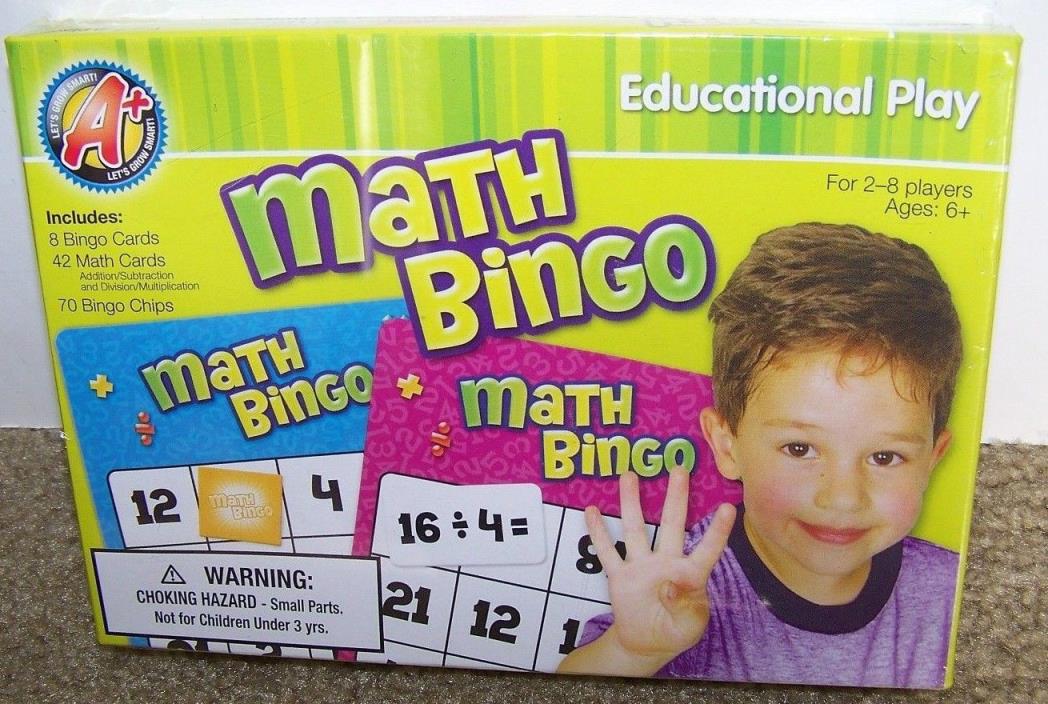 LET'S GROW SMART!
A+
LET'S GROW SMART!
Educational Play
For 2–8 players
Ages: 6+
Includes:
8 Bingo Cards
42 Math Cards
Addition/Subtraction
and Division/Multiplication
70 Bingo Chips
maTH
BinGO
maTH
BinGO
12
maTH
BinGO
4
maTH
BinGO
16 ÷ 4 =
21
12
⚠ WARNING:
CHOKING HAZARD - Small Parts.
Not for Children Under 3 yrs.